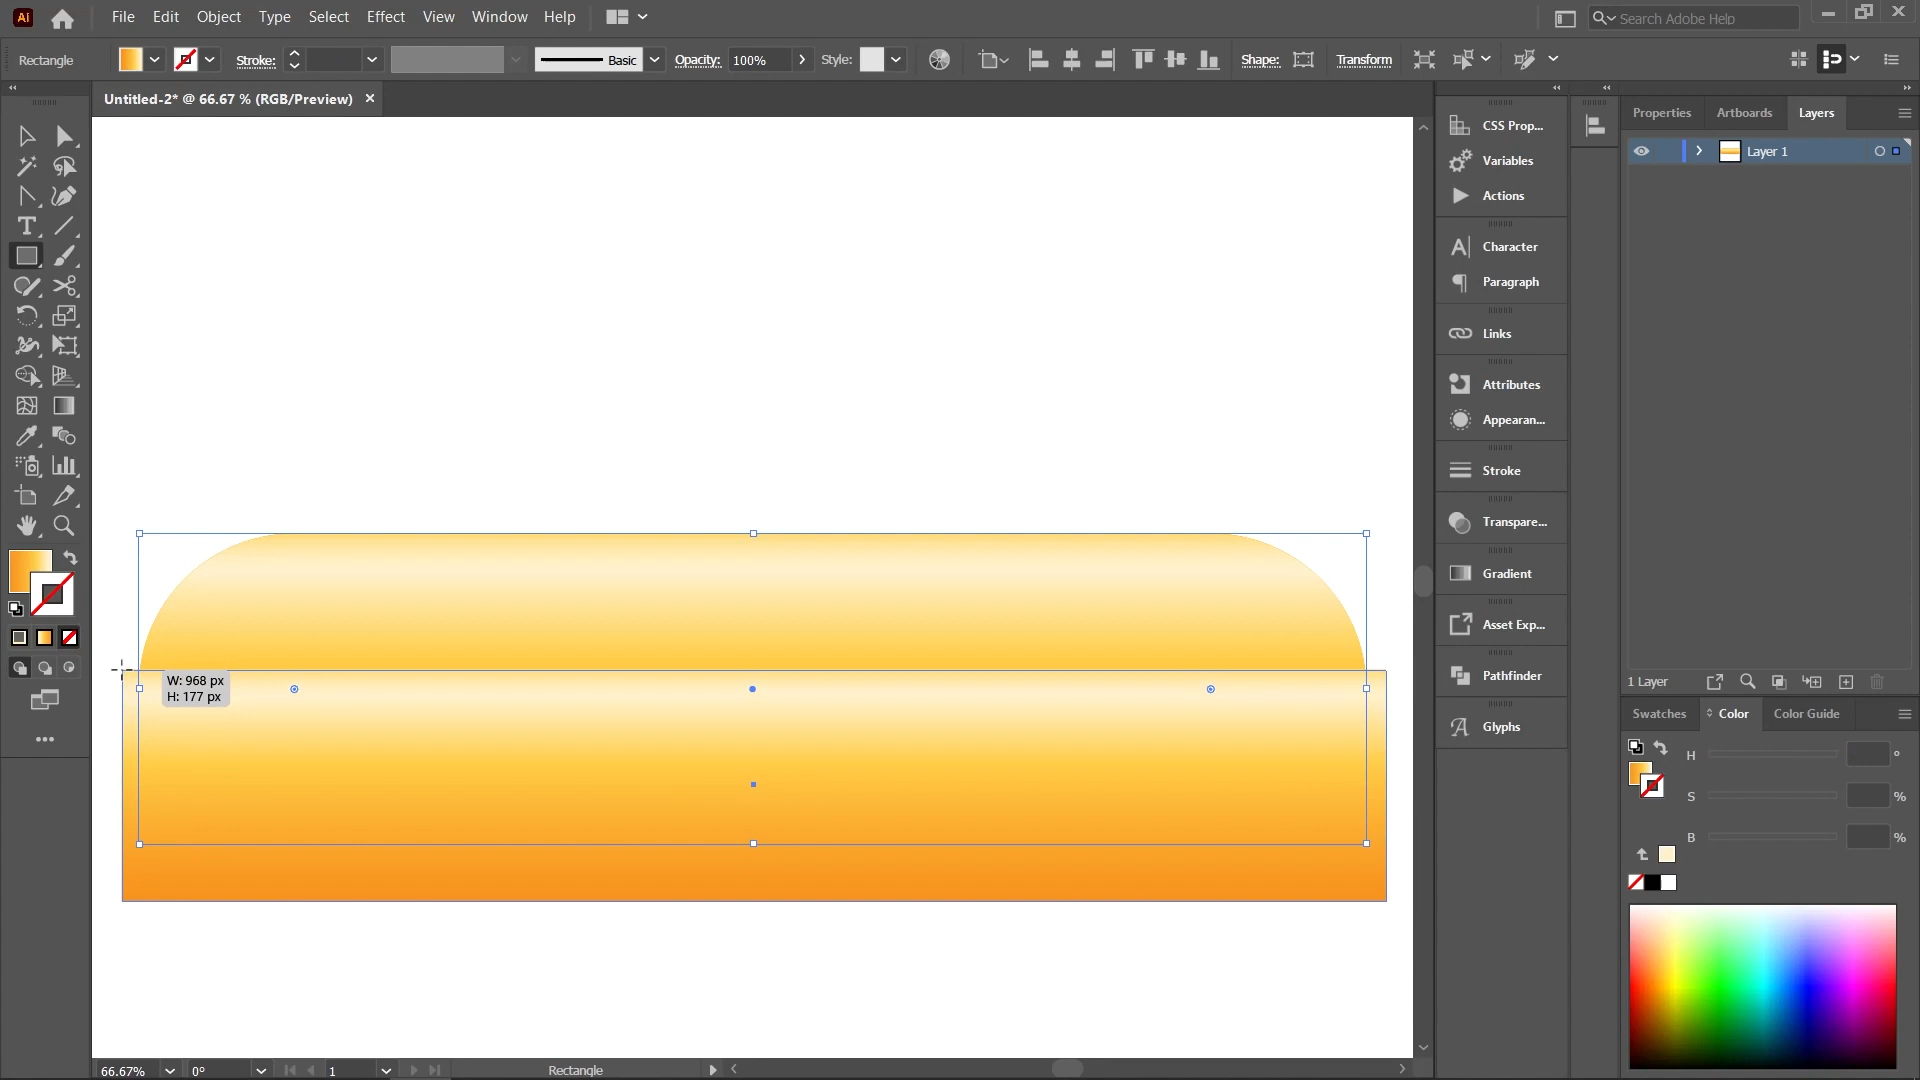 Ai File Edit Object Type Select Effect View Window Help Search Adobe Help
Rectangle Stroke: Basic Opacity: 100% Style: Shape: Transform
Untitled-2* @ 66.67 % (RGB/Preview)
Properties Artboards Layers
Layer 1
CSS Prop...
Variables
Actions
Character
Paragraph
Links
Attributes
Appearan...
Stroke
Transpare...
Gradient
Asset Exp...
Pathfinder
Glyphs
W: 968 px
H: 177 px
1 Layer
Swatches Color Color Guide
H °
S %
B %
66.67% 0° 1 Rectangle